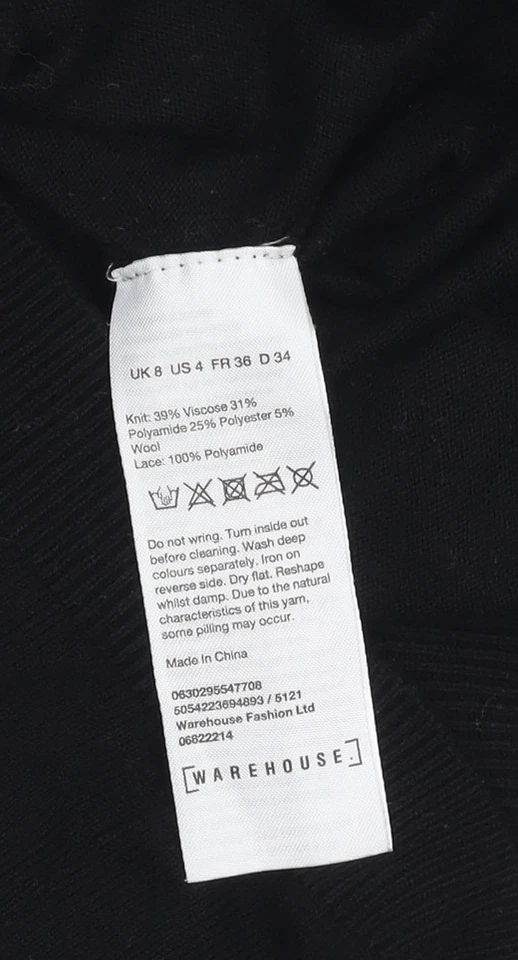 UK 8 US 4 FR 36 D 34
Knit: 39% Viscose 31%
Polyamide 25% Polyester 5%
Wool
Lace: 100% Polyamide
Do not wring. Turn inside out
before cleaning. Wash deep
colours separately. Iron on
reverse side. Dry flat. Reshape
whilst damp. Due to the natural
characteristics of this yarn,
some pilling may occur.
Made In China
0630295547708
5054223694893 / 5121
Warehouse Fashion Ltd
06822214
[WAREHOUSE.]